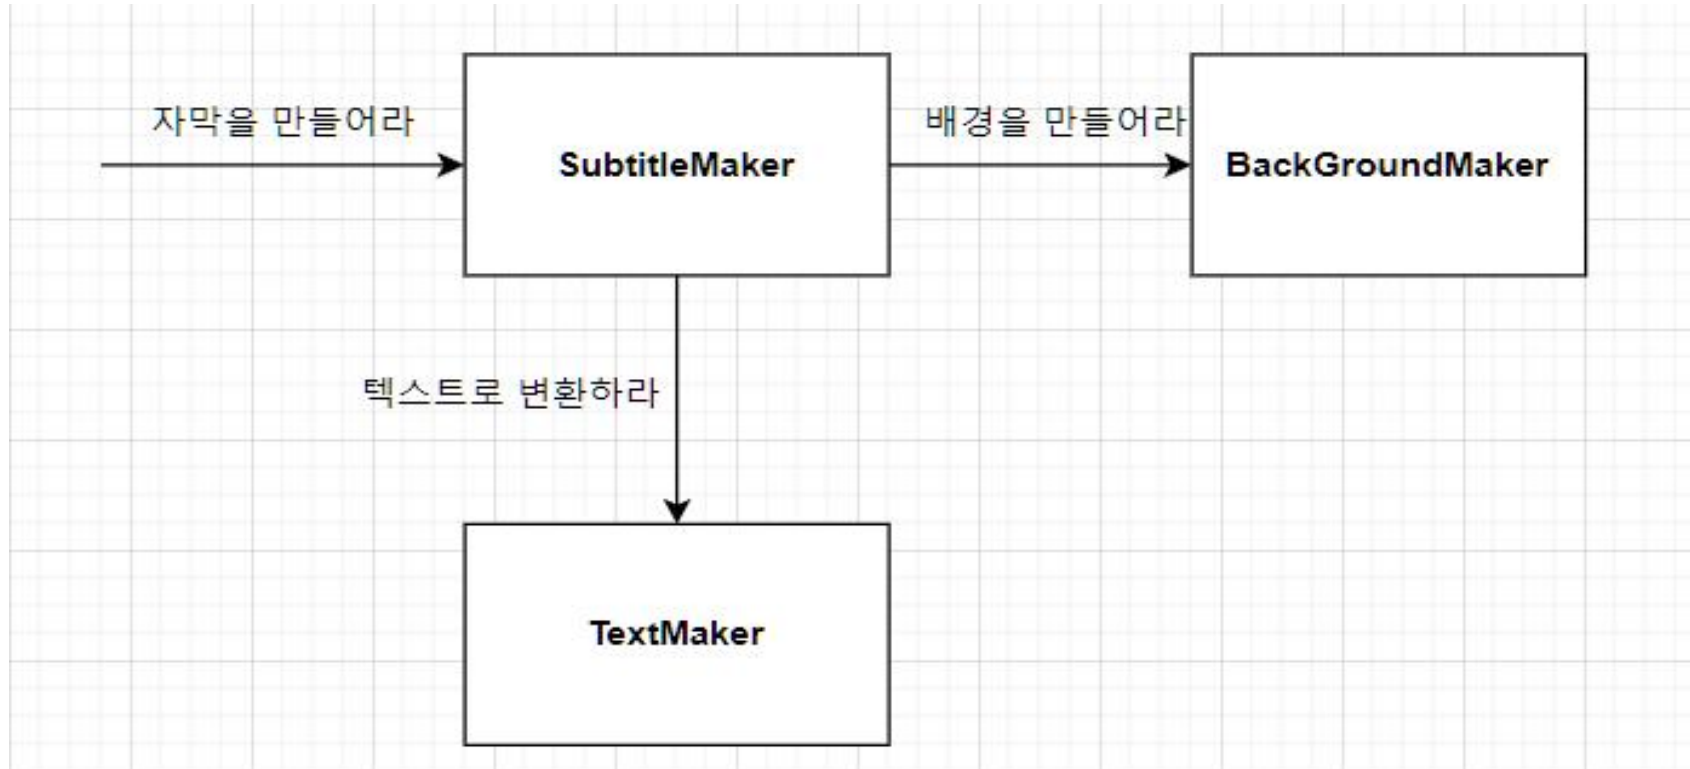 자막을 만들어라
배경을 만들어라
SubtitleMaker
BackGroundMaker
텍스트로 변환하라
TextMaker